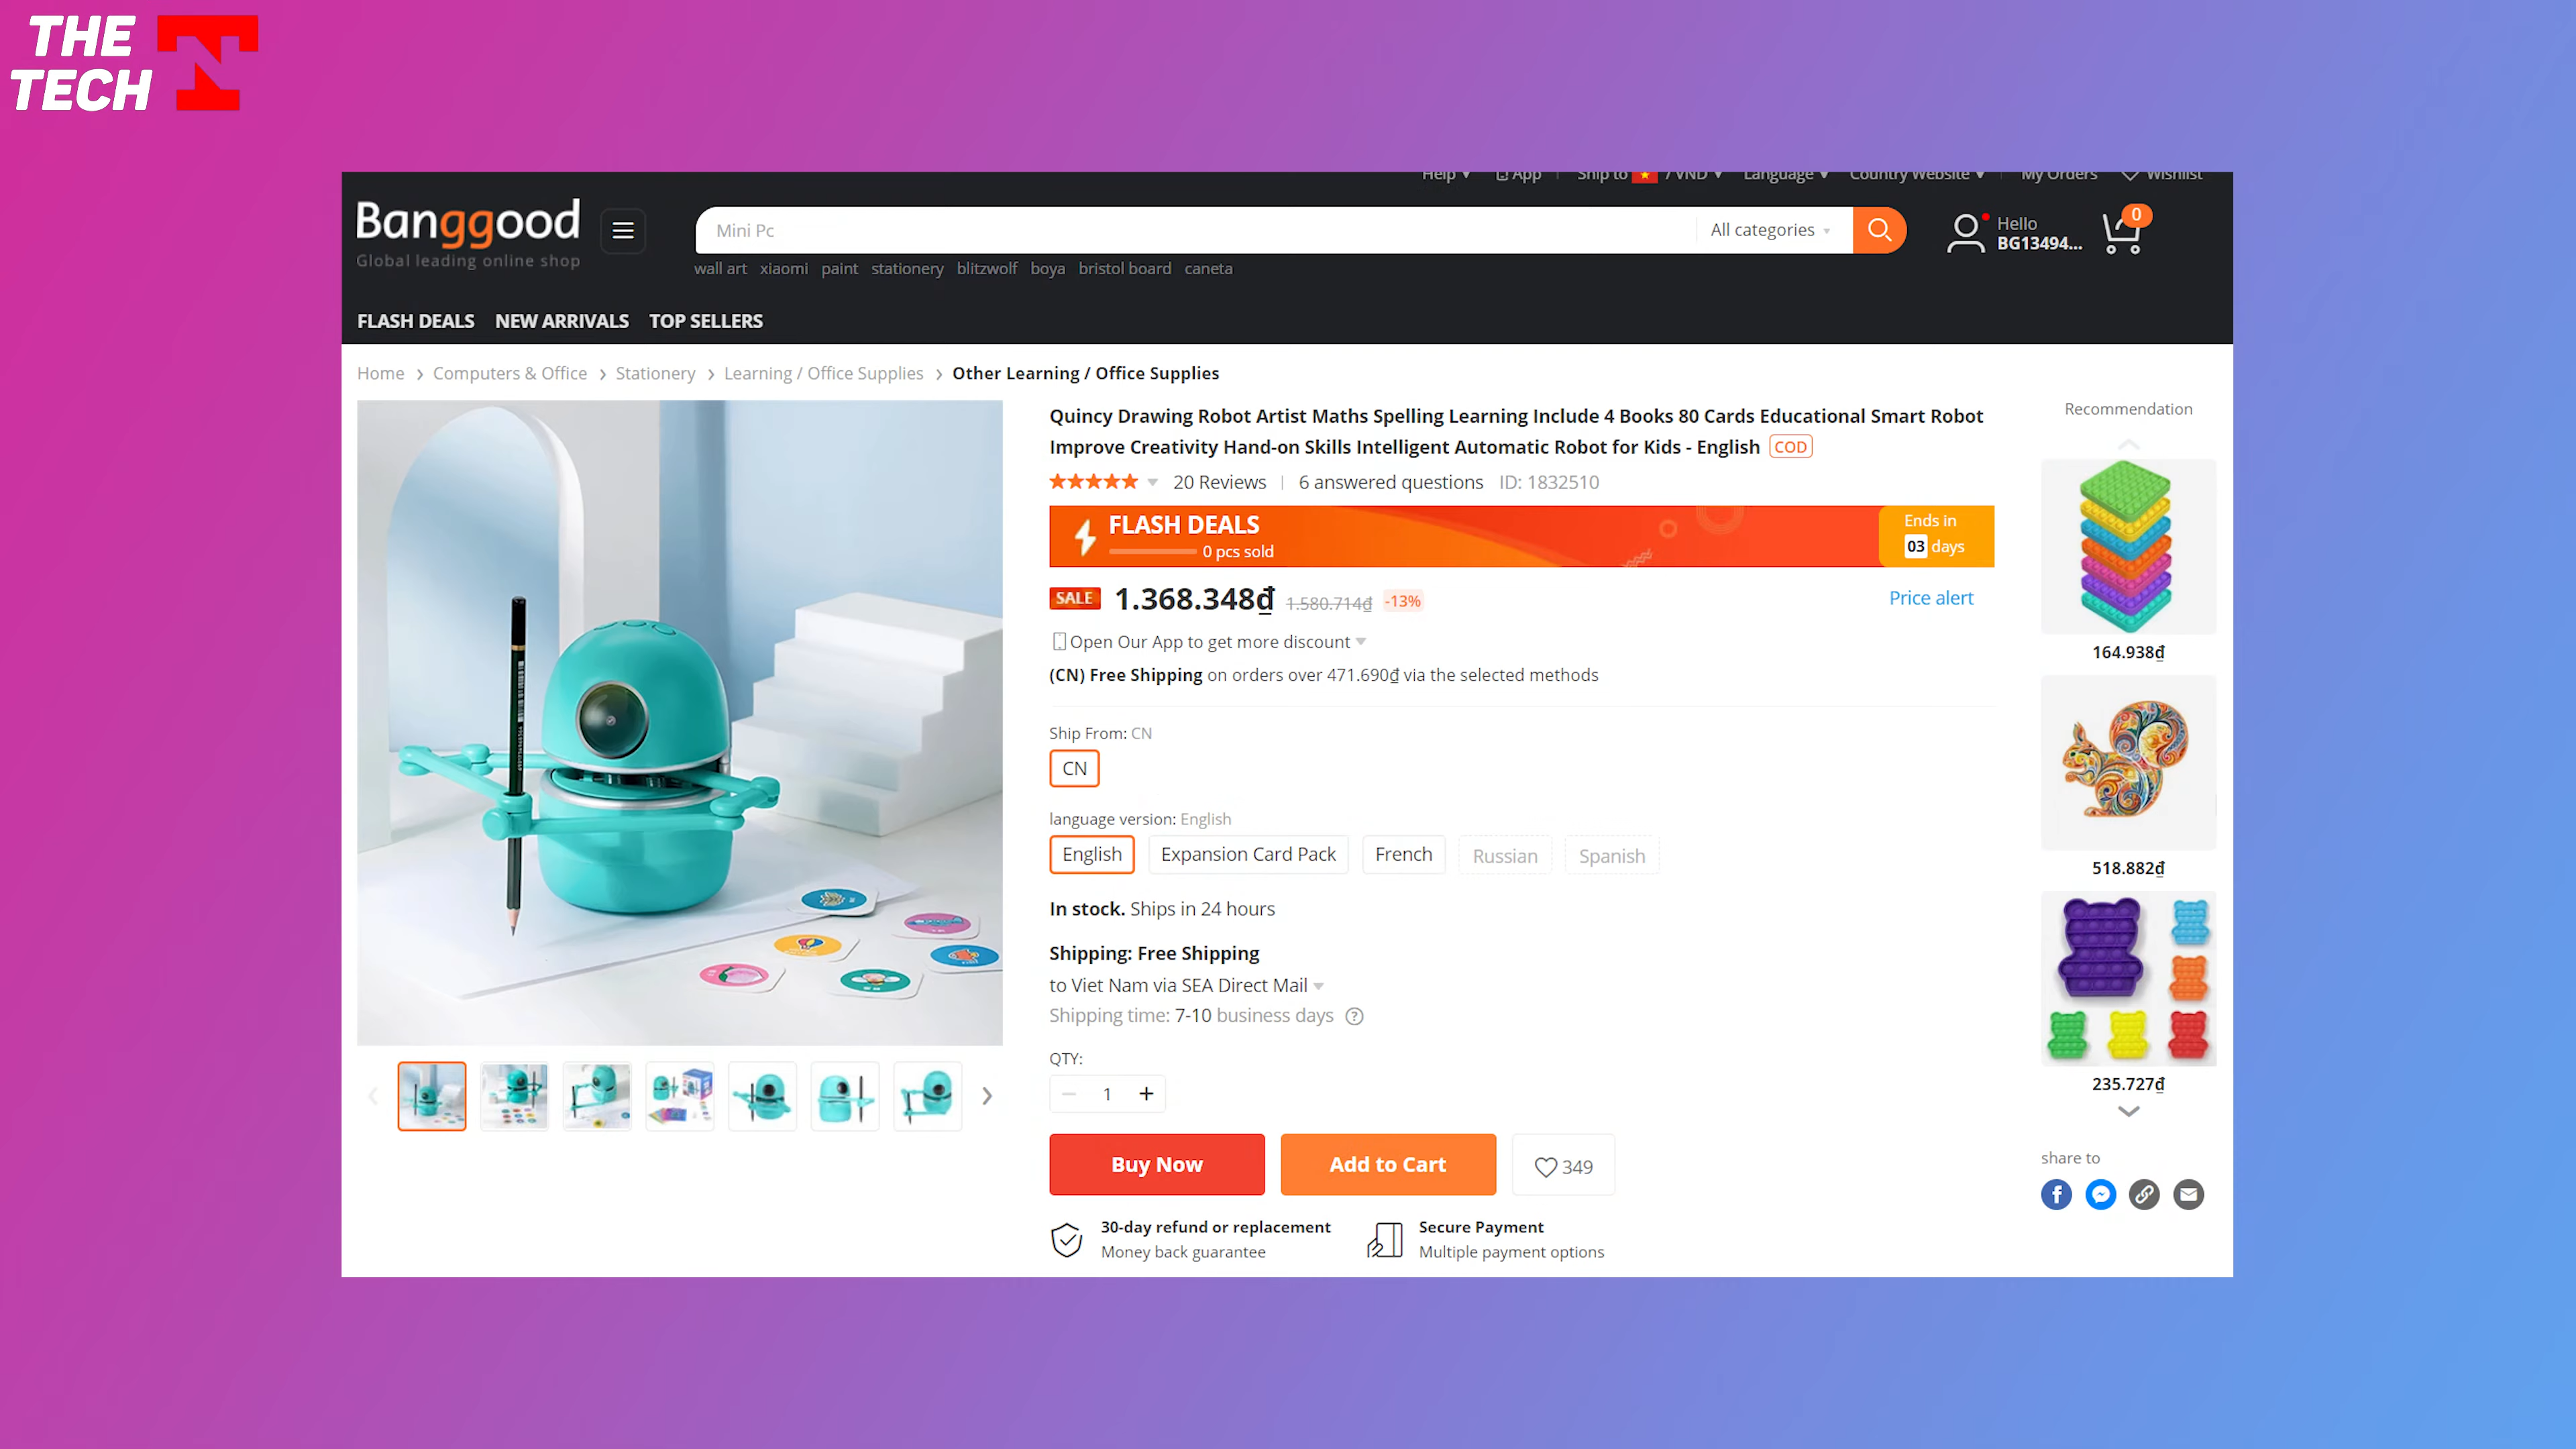 THE
TECH
Help App Ship to / VND Language Country Website My Orders Wishlist
Banggood
Global leading online shop
Mini Pc
All categories
Hello
BG13494...
0
wall art xiaomi paint stationery blitzwolf boya bristol board caneta
FLASH DEALS NEW ARRIVALS TOP SELLERS
Home > Computers & Office > Stationery > Learning / Office Supplies > Other Learning / Office Supplies
Quincy Drawing Robot Artist Maths Spelling Learning Include 4 Books 80 Cards Educational Smart Robot
Improve Creativity Hand-on Skills Intelligent Automatic Robot for Kids - English COD
20 Reviews | 6 answered questions ID: 1832510
FLASH DEALS
0 pcs sold
Ends in
03 days
SALE 1.368.348₫ 1.580.714₫ -13%
Price alert
Open Our App to get more discount
(CN) Free Shipping on orders over 471.690₫ via the selected methods
Ship From: CN
CN
language version: English
English Expansion Card Pack French Russian Spanish
In stock. Ships in 24 hours
Shipping: Free Shipping
to Viet Nam via SEA Direct Mail
Shipping time: 7-10 business days ?
QTY:
1
Buy Now Add to Cart 349
30-day refund or replacement
Money back guarantee
Secure Payment
Multiple payment options
Recommendation
164.938₫
518.882₫
235.727₫
share to